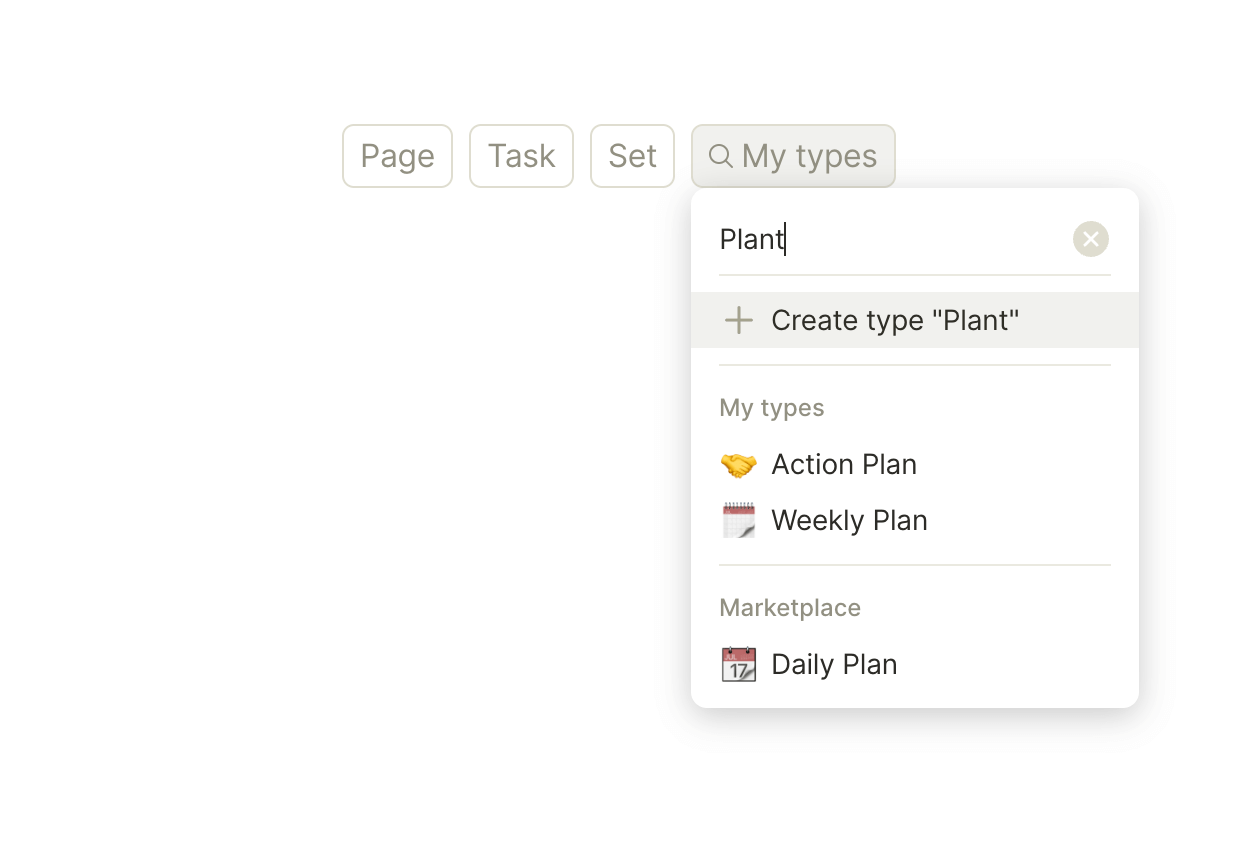 Page Task Set My types
Plant
Create type "Plant"
My types
Action Plan
Weekly Plan
Marketplace
JUL
17
Daily Plan